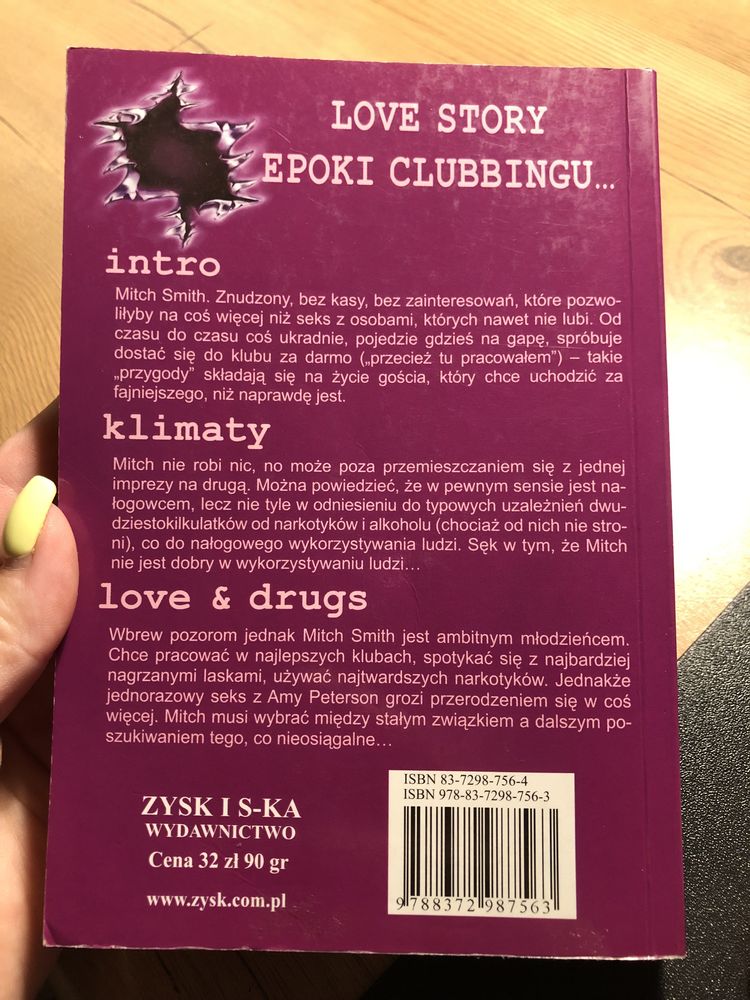 LOVE STORY
EPOKI CLUBBINGU...
intro
Mitch Smith. Znudzony, bez kasy, bez zainteresowań, które pozwo-
liłyby na coś więcej niż seks z osobami, których nawet nie lubi. Od
czasu do czasu coś ukradnie, pojedzie gdzieś na gapę, spróbuje
dostać się do klubu za darmo („przecież tu pracowałem”) – takie
„przygody” składają się na życie gościa, który chce uchodzić za
fajniejszego, niż naprawdę jest.
klimaty
Mitch nie robi nic, no może poza przemieszczaniem się z jednej
imprezy na drugą. Można powiedzieć, że w pewnym sensie jest na-
łogowcem, lecz nie tyle w odniesieniu do typowych uzależnień dwu-
dziestokilkulatków od narkotyków i alkoholu (chociaż od nich nie stro-
ni), co do nałogowego wykorzystywania ludzi. Sęk w tym, że Mitch
nie jest dobry w wykorzystywaniu ludzi…
love & drugs
Wbrew pozorom jednak Mitch Smith jest ambitnym młodzieńcem.
Chce pracować w najlepszych klubach, spotykać się z najbardziej
nagrzanymi laskami, używać najtwardszych narkotyków. Jednakże
jednorazowy seks z Amy Peterson grozi przerodzeniem się w coś
więcej. Mitch musi wybrać między stałym związkiem a dalszym po-
szukiwaniem tego, co nieosiągalne…
ISBN 83-7298-756-4
ISBN 978-83-7298-756-3
ZYSK I S-KA
WYDAWNICTWO
Cena 32 zł 90 gr
www.zysk.com.pl
9 788372 987563